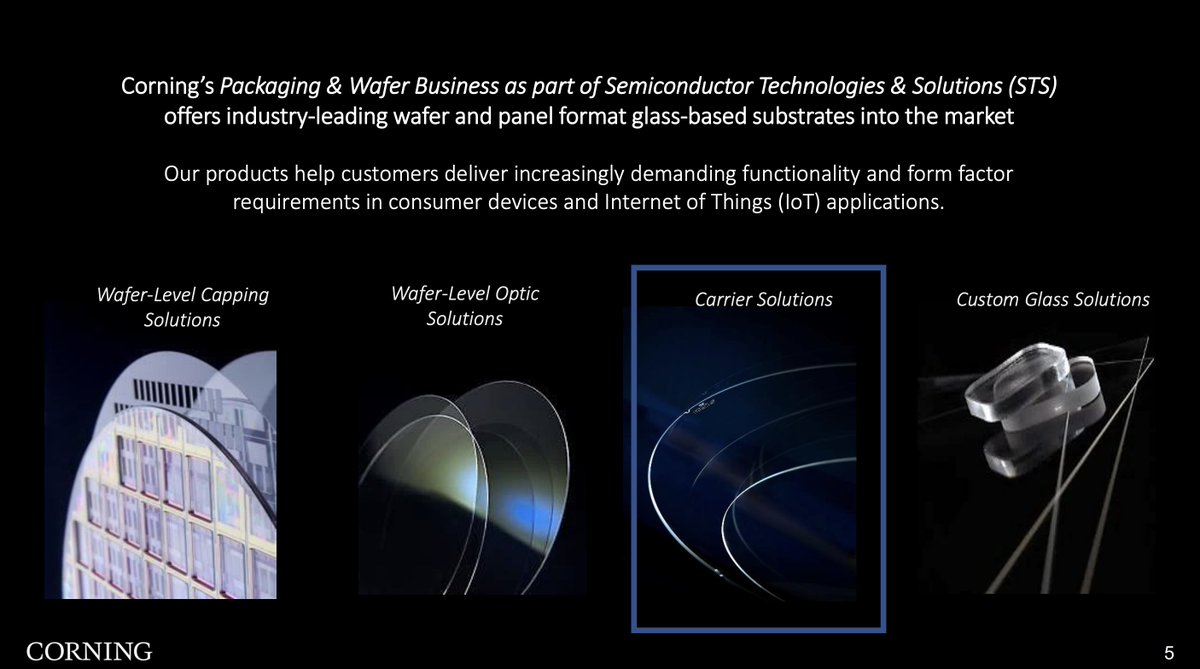 Corning’s Packaging & Wafer Business as part of Semiconductor Technologies & Solutions (STS)
offers industry-leading wafer and panel format glass-based substrates into the market
Our products help customers deliver increasingly demanding functionality and form factor
requirements in consumer devices and Internet of Things (IoT) applications.
Wafer-Level Capping
Solutions
Wafer-Level Optic
Solutions
Carrier Solutions
Custom Glass Solutions
CORNING
5